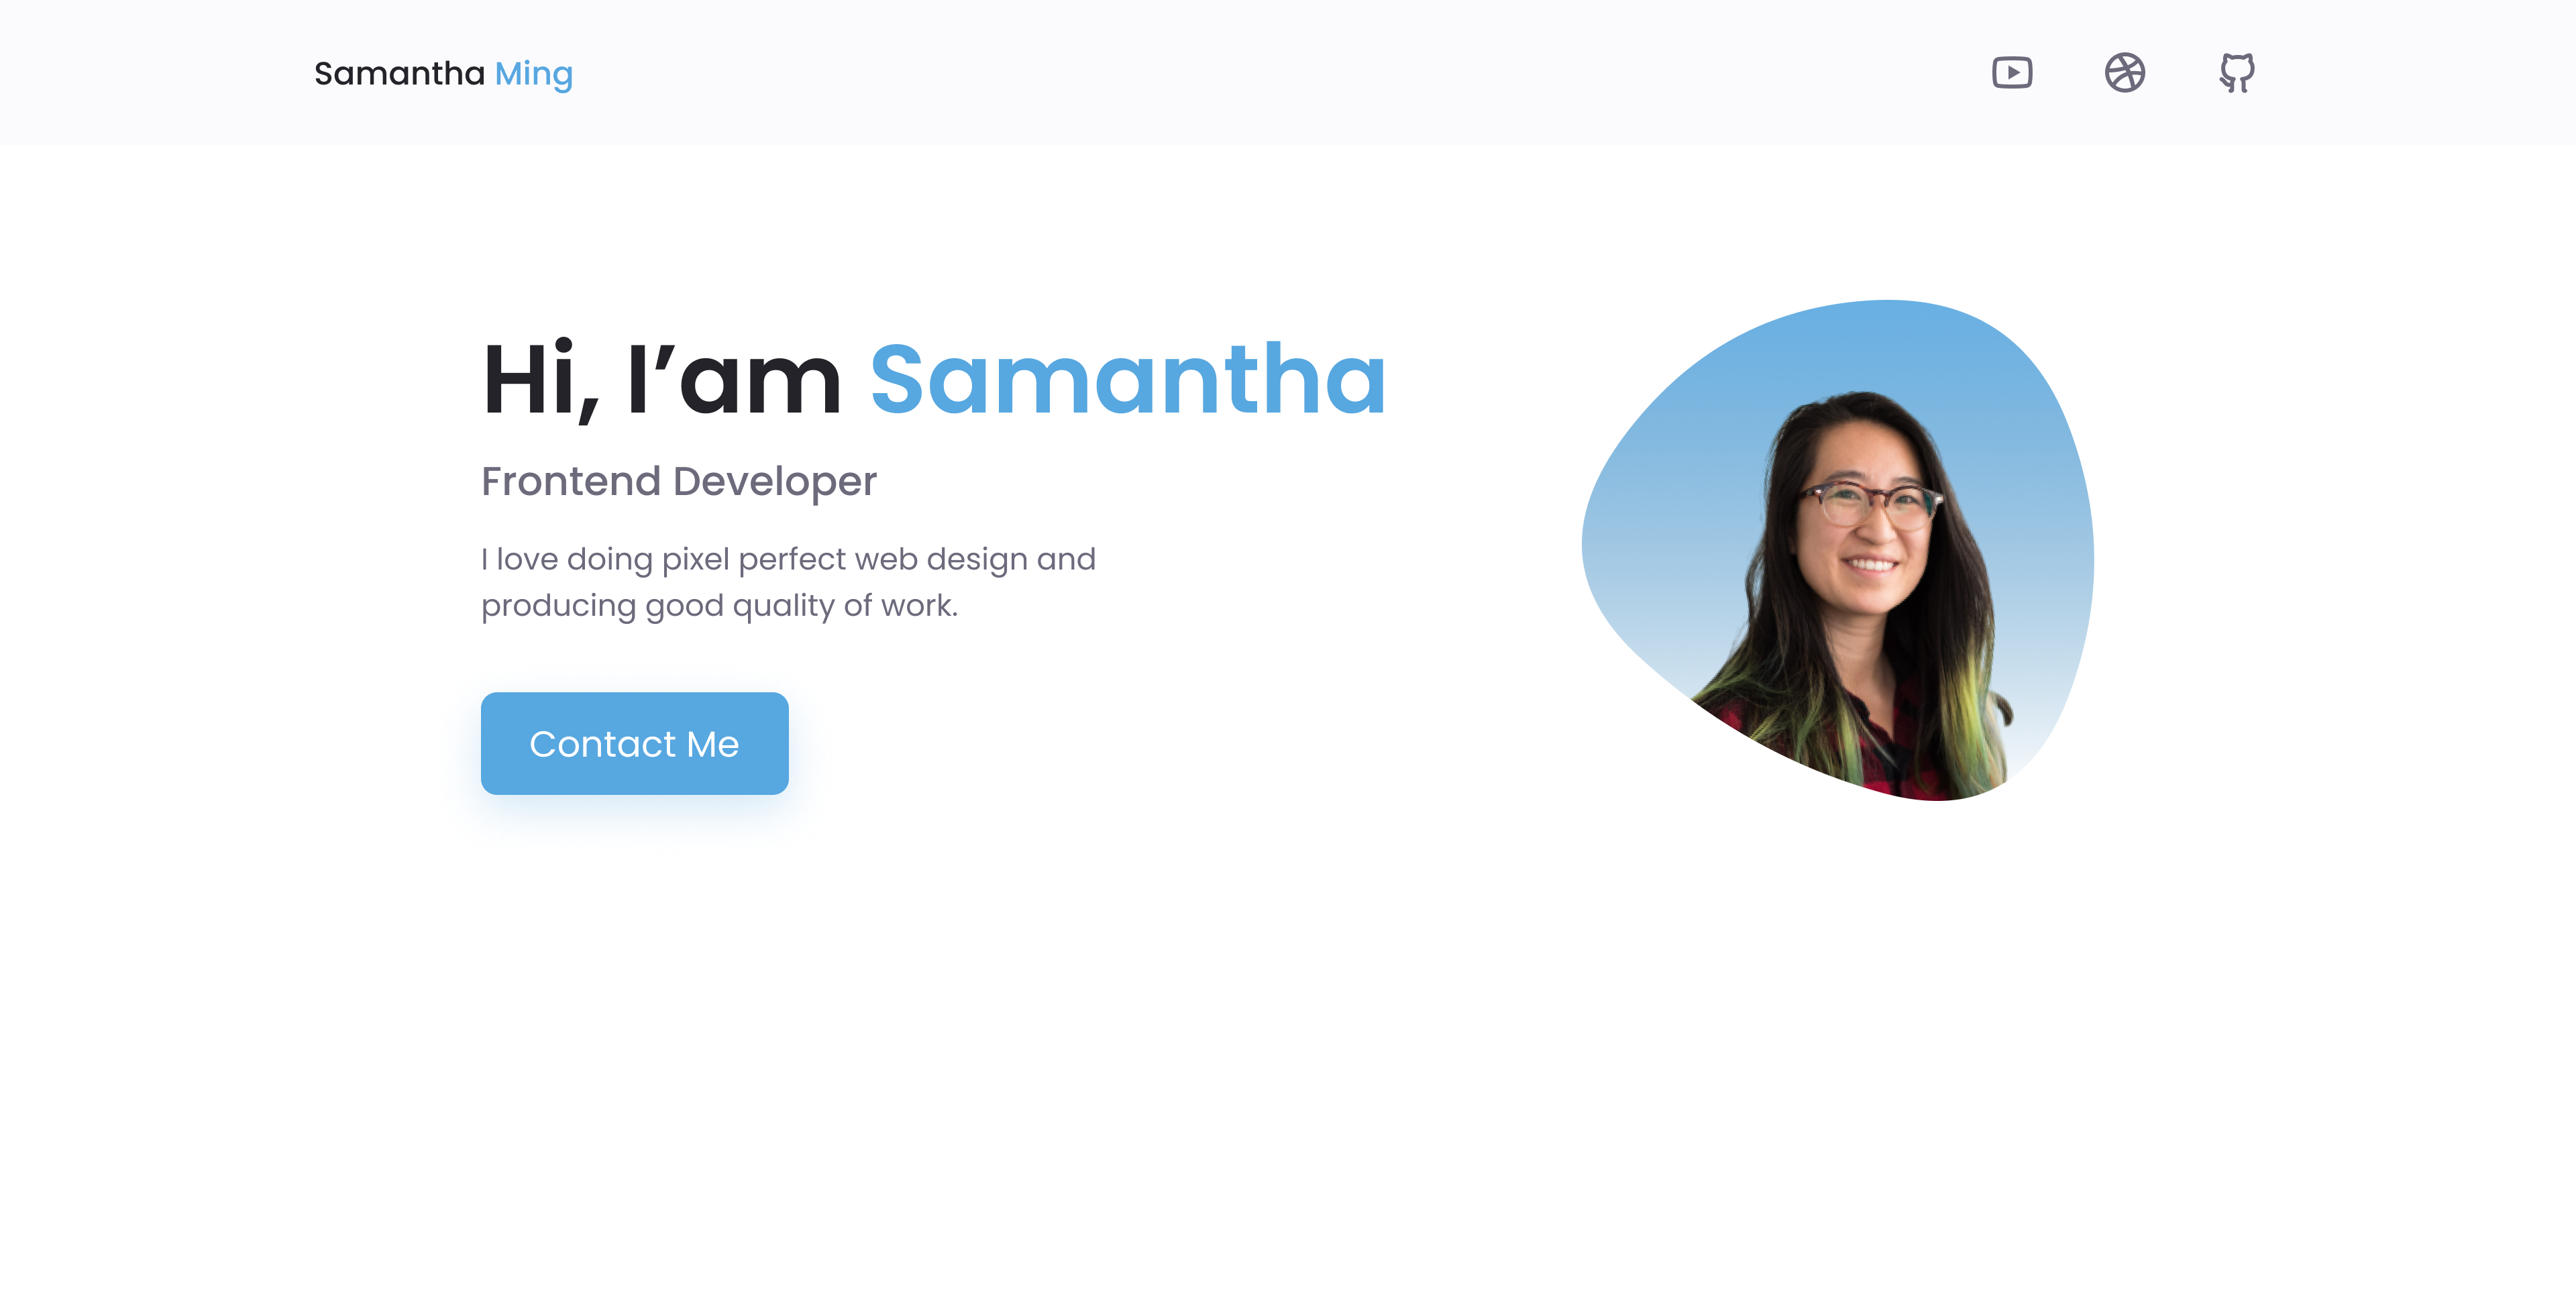 Samantha Ming
Hi, I’am Samantha
Frontend Developer
I love doing pixel perfect web design and
producing good quality of work.
Contact Me